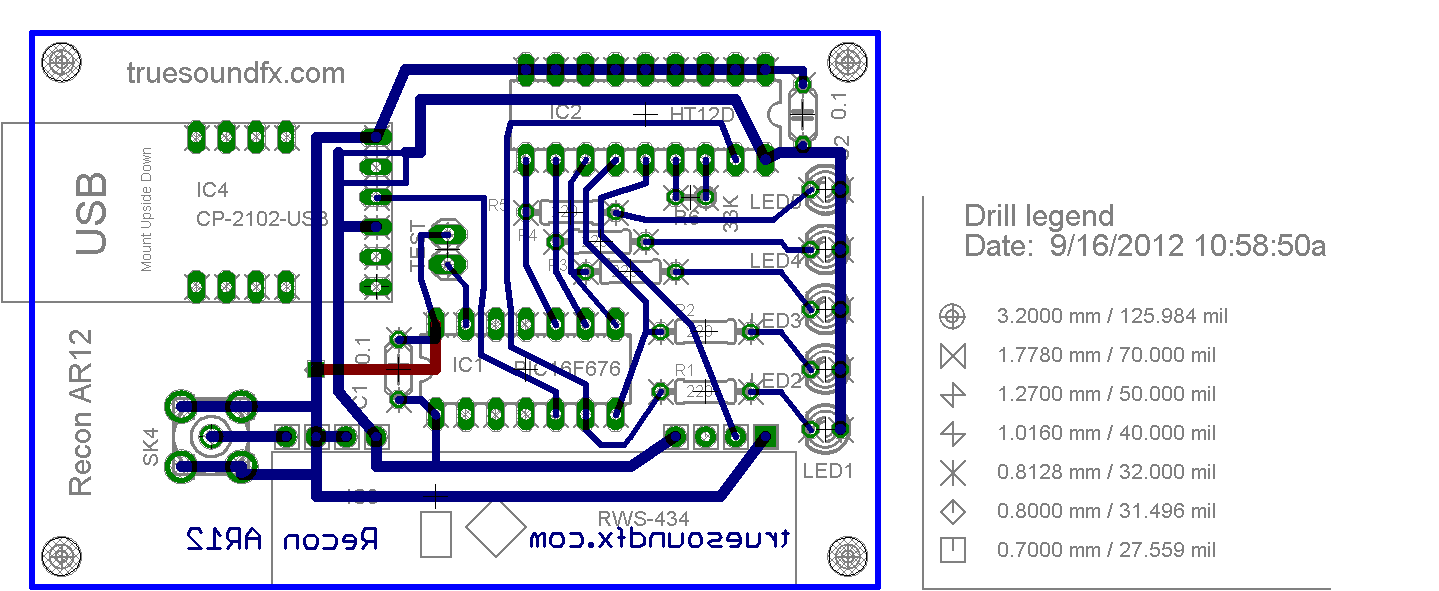 truesoundfx.com
0.1
IC2
HT12D
C2
USB
Mount Upside Down
IC4
CP-2102-USB
LED5
R5
220
R6
33K
R4
TEST
LED4
R3
220
R2
220
LED3
0.1
IC1
PIC16F676
R1
220
LED2
C1
Recon AR12
SK4
LED1
IC3
RWS-434
Recon AR12
truesoundfx.com
Drill legend
Date: 9/16/2012 10:58:50a
3.2000 mm / 125.984 mil
1.7780 mm / 70.000 mil
1.2700 mm / 50.000 mil
1.0160 mm / 40.000 mil
0.8128 mm / 32.000 mil
0.8000 mm / 31.496 mil
0.7000 mm / 27.559 mil